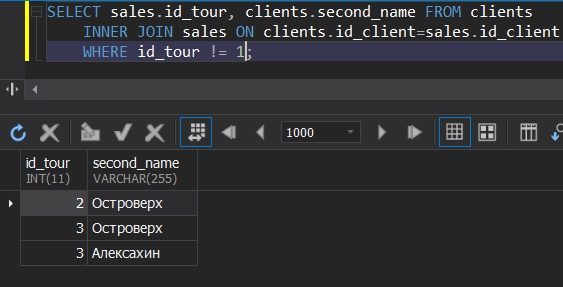 SELECT sales.id_tour, clients.second_name FROM clients
INNER JOIN sales ON clients.id_client=sales.id_client
WHERE id_tour != 1;
1000
id_tour second_name
INT(11) VARCHAR(255)
2 Островерх
3 Островерх
3 Алексахин